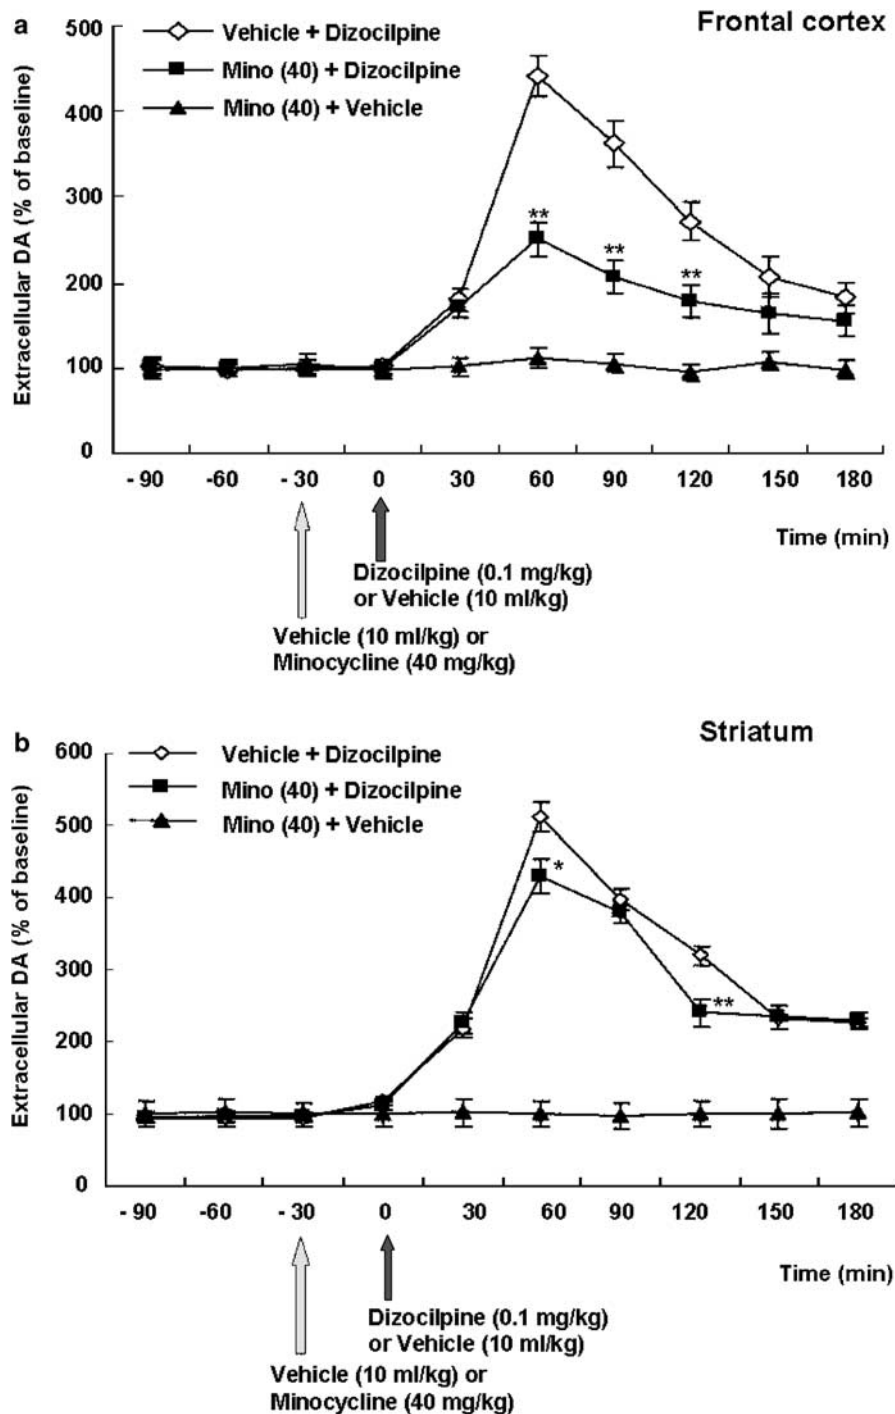 a
Frontal cortex
500
400
300
200
100
0
Extracellular DA (% of baseline)
Vehicle + Dizocilpine
Mino (40) + Dizocilpine
Mino (40) + Vehicle
**
**
**
- 90 -60 - 30 0 30 60 90 120 150 180
Time (min)
Dizocilpine (0.1 mg/kg)
or Vehicle (10 ml/kg)
Vehicle (10 ml/kg) or
Minocycline (40 mg/kg)
b
Striatum
600
500
400
300
200
100
0
Extracellular DA (% of baseline)
Vehicle + Dizocilpine
Mino (40) + Dizocilpine
Mino (40) + Vehicle
*
**
- 90 -60 - 30 0 30 60 90 120 150 180
Time (min)
Dizocilpine (0.1 mg/kg)
or Vehicle (10 ml/kg)
Vehicle (10 ml/kg) or
Minocycline (40 mg/kg)